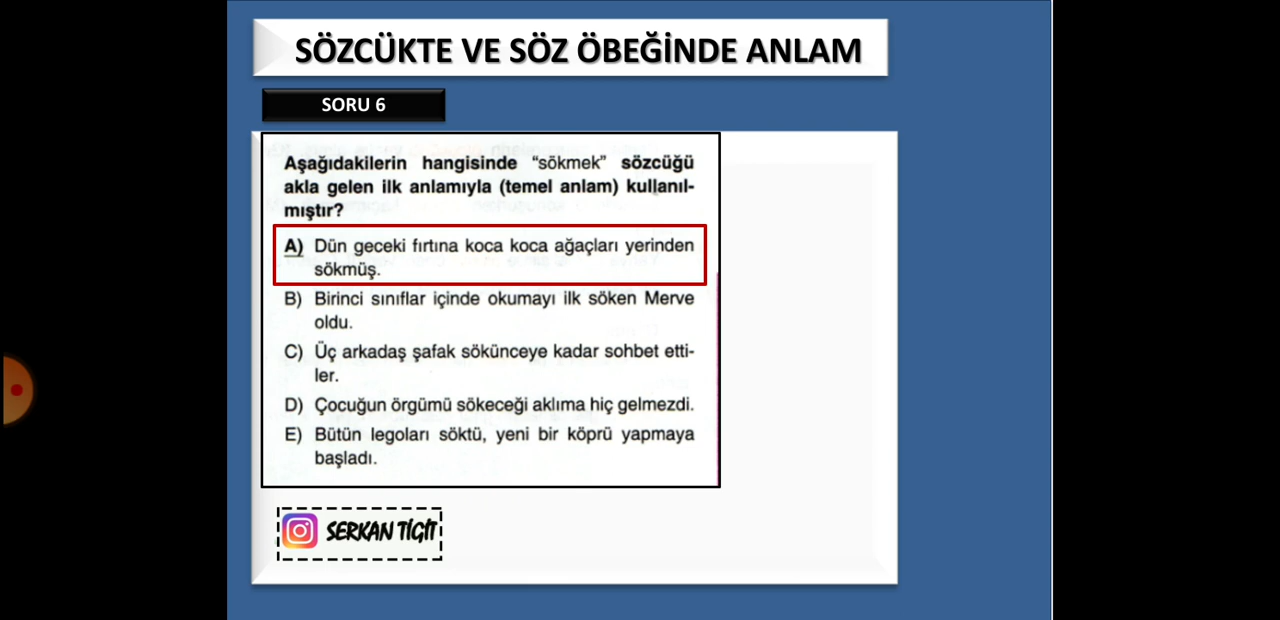 SÖZCÜKTE VE SÖZ ÖBEĞİNDE ANLAM
SORU 6
Aşağıdakilerin hangisinde “sökmek” sözcüğü
akla gelen ilk anlamıyla (temel anlam) kullanıl-
mıştır?
A) Dün geceki fırtına koca koca ağaçları yerinden
sökmüş.
B) Birinci sınıflar içinde okumayı ilk söken Merve
oldu.
C) Üç arkadaş şafak sökünceye kadar sohbet etti-
ler.
D) Çocuğun örgümü sökeceği aklıma hiç gelmezdi.
E) Bütün legoları söktü, yeni bir köprü yapmaya
başladı.
SERKAN TİGİT